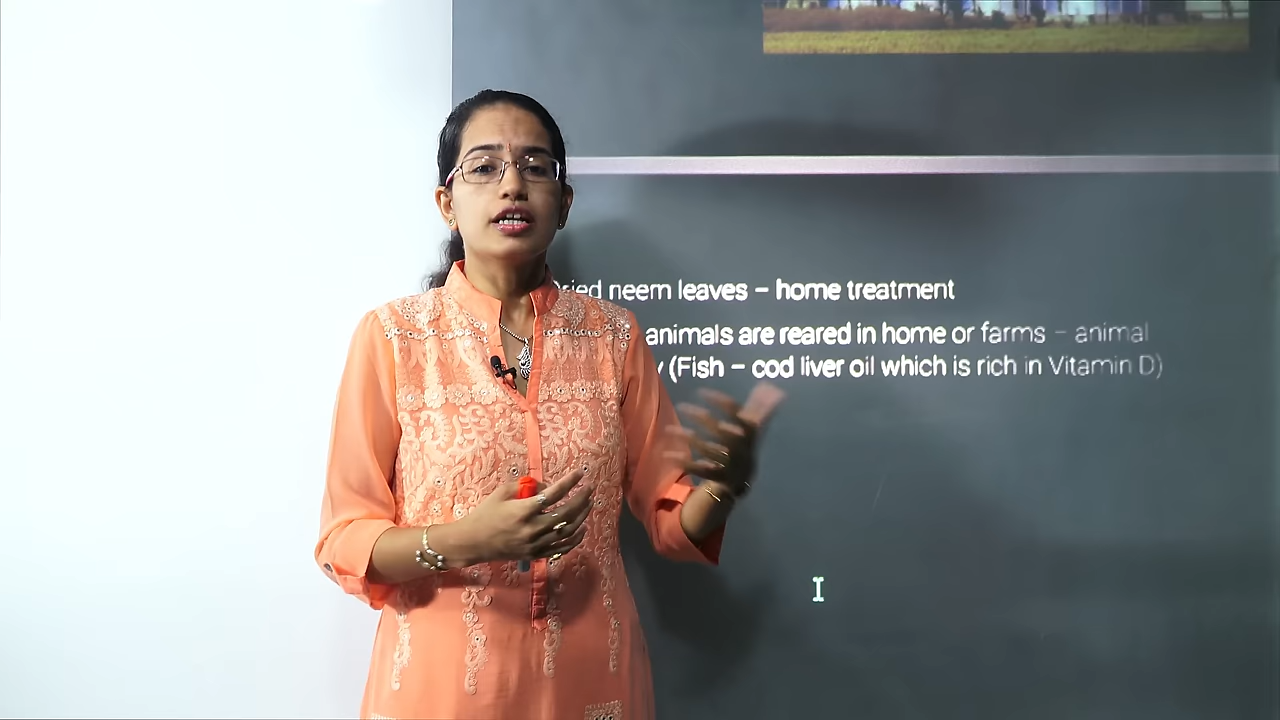 neem leaves – home treatment
animals are reared in home or farms – animal
(Fish – cod liver oil which is rich in Vitamin D)